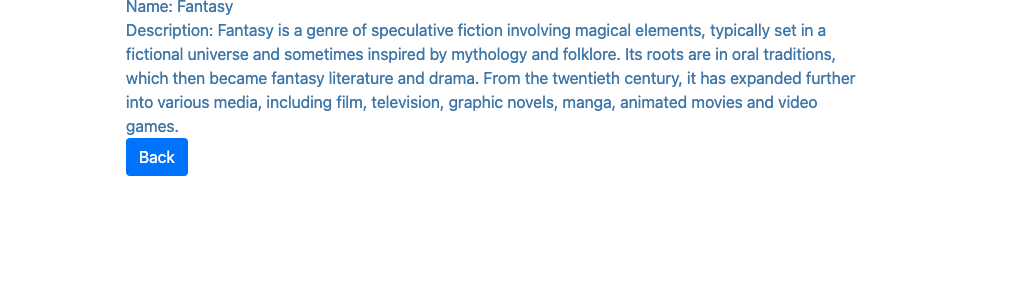 Name: Fantasy
Description: Fantasy is a genre of speculative fiction involving magical elements, typically set in a
fictional universe and sometimes inspired by mythology and folklore. Its roots are in oral traditions,
which then became fantasy literature and drama. From the twentieth century, it has expanded further
into various media, including film, television, graphic novels, manga, animated movies and video
games.
Back